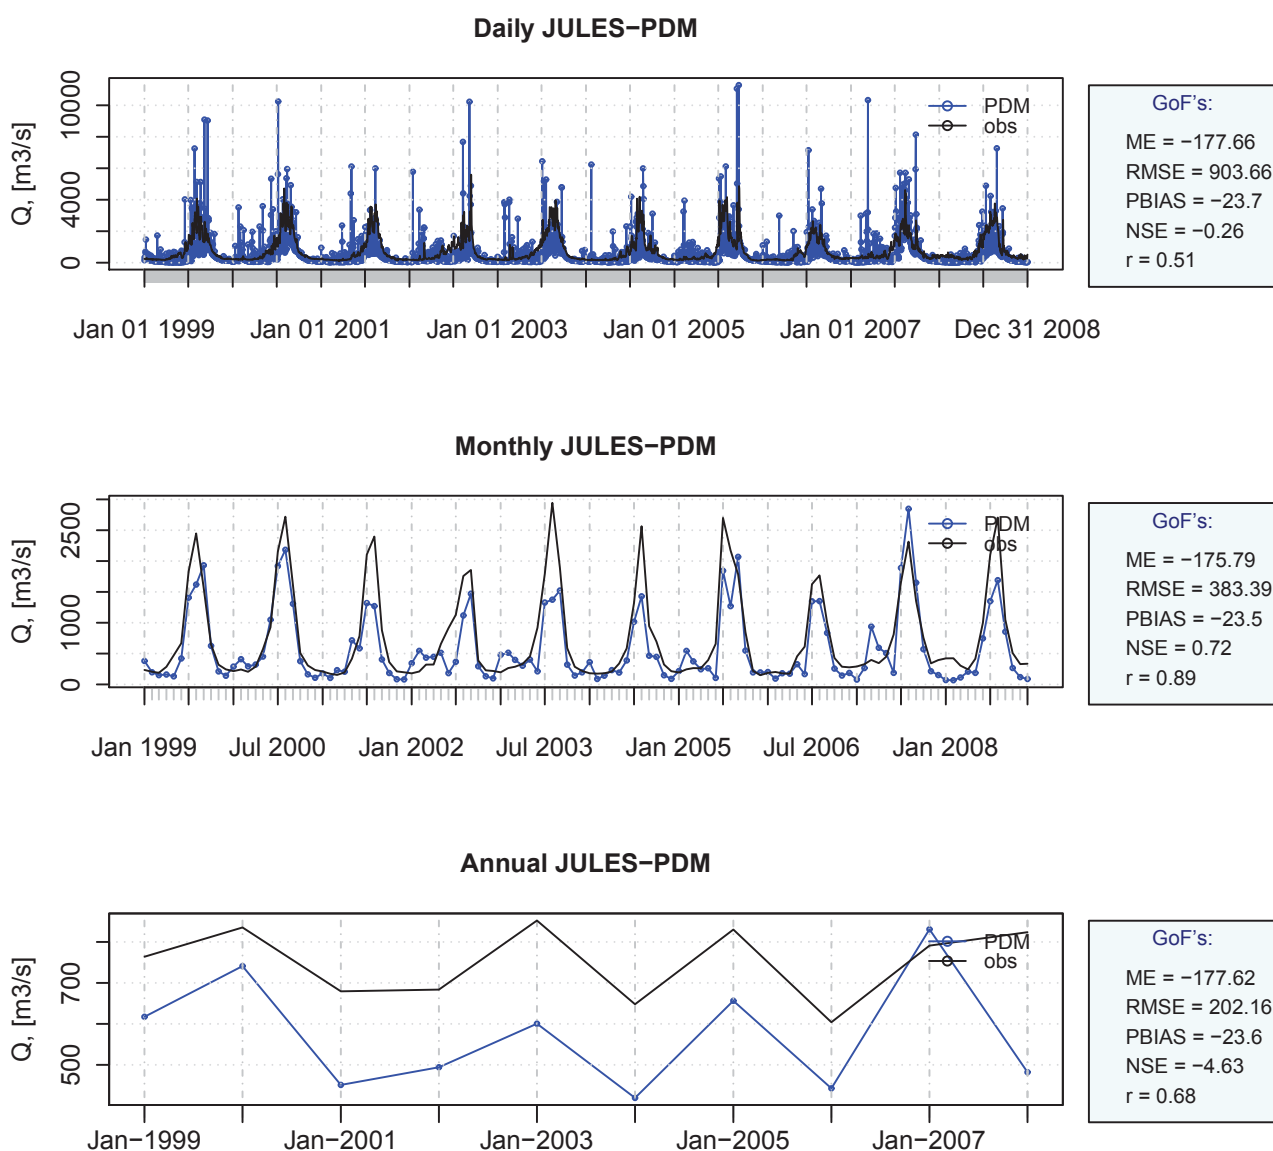 Daily JULES−PDM
Q, [m3/s]
10000
4000
0
PDM
obs
GoF's:
ME = −177.66
RMSE = 903.66
PBIAS = −23.7
NSE = −0.26
r = 0.51
Jan 01 1999
Jan 01 2001
Jan 01 2003
Jan 01 2005
Jan 01 2007
Dec 31 2008
Monthly JULES−PDM
Q, [m3/s]
2500
1000
0
PDM
obs
GoF's:
ME = −175.79
RMSE = 383.39
PBIAS = −23.5
NSE = 0.72
r = 0.89
Jan 1999
Jul 2000
Jan 2002
Jul 2003
Jan 2005
Jul 2006
Jan 2008
Annual JULES−PDM
Q, [m3/s]
700
500
PDM
obs
GoF's:
ME = −177.62
RMSE = 202.16
PBIAS = −23.6
NSE = −4.63
r = 0.68
Jan−1999
Jan−2001
Jan−2003
Jan−2005
Jan−2007